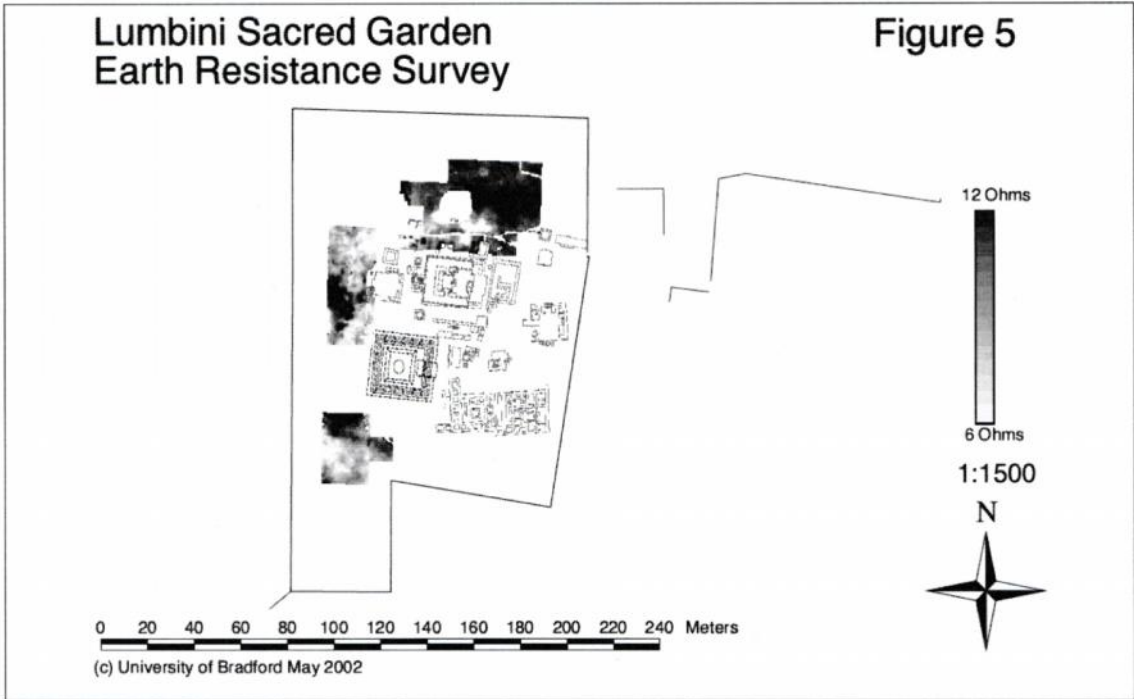 Lumbini Sacred Garden
Earth Resistance Survey
Figure 5
12 Ohms
6 Ohms
1:1500
N
0 20 40 60 80 100 120 140 160 180 200 220 240 Meters
(c) University of Bradford May 2002